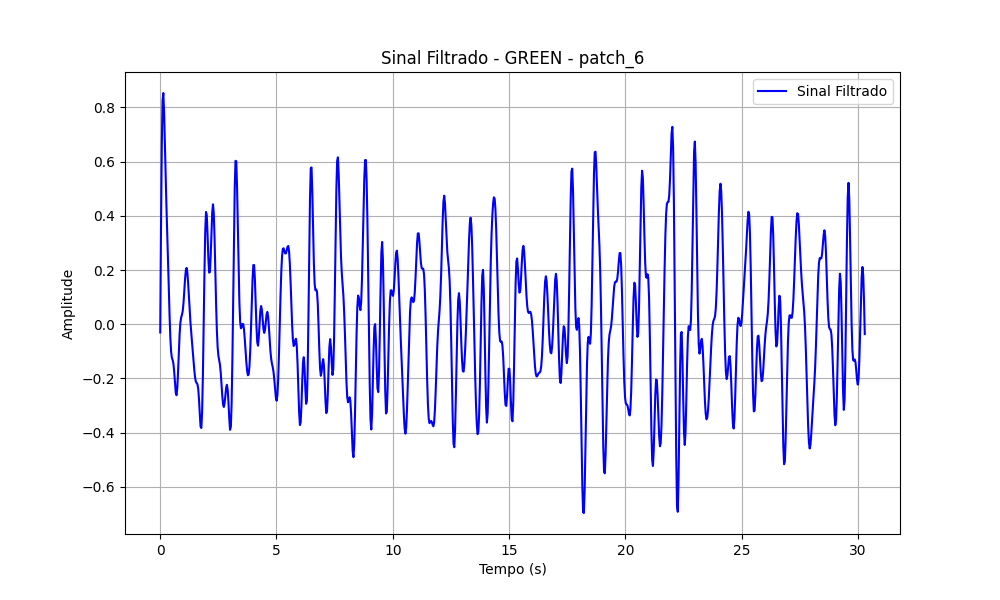 Sinal Filtrado - GREEN - patch_6
Sinal Filtrado
0.8
0.6
0.4
0.2
0.0
−0.2
−0.4
−0.6
Amplitude
0 5 10 15 20 25 30
Tempo (s)